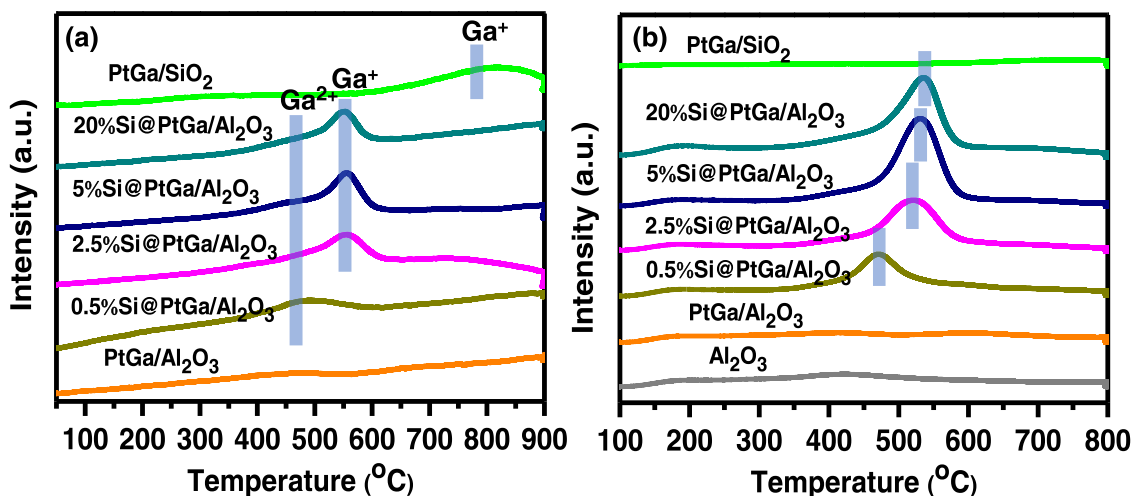 (a)
Ga⁺
PtGa/SiO₂
Ga²⁺
Ga⁺
20%Si@PtGa/Al₂O₃
5%Si@PtGa/Al₂O₃
2.5%Si@PtGa/Al₂O₃
0.5%Si@PtGa/Al₂O₃
PtGa/Al₂O₃
Intensity (a.u.)
100 200 300 400 500 600 700 800 900
Temperature (°C)
(b)
PtGa/SiO₂
20%Si@PtGa/Al₂O₃
5%Si@PtGa/Al₂O₃
2.5%Si@PtGa/Al₂O₃
0.5%Si@PtGa/Al₂O₃
PtGa/Al₂O₃
Al₂O₃
Intensity (a.u.)
100 200 300 400 500 600 700 800
Temperature (°C)